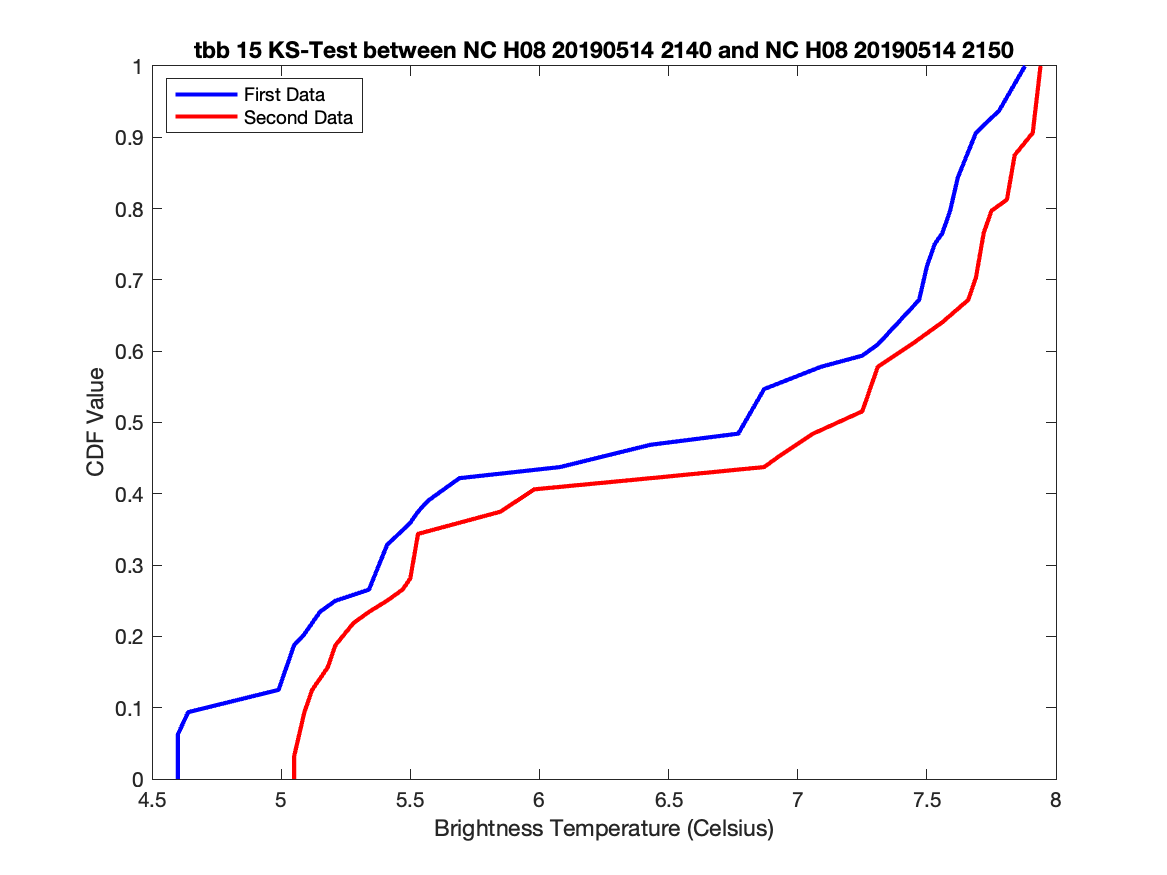 tbb 15 KS-Test between NC H08 20190514 2140 and NC H08 20190514 2150
First Data
Second Data
1
0.9
0.8
0.7
0.6
0.5
0.4
0.3
0.2
0.1
0
CDF Value
4.5 5 5.5 6 6.5 7 7.5 8
Brightness Temperature (Celsius)